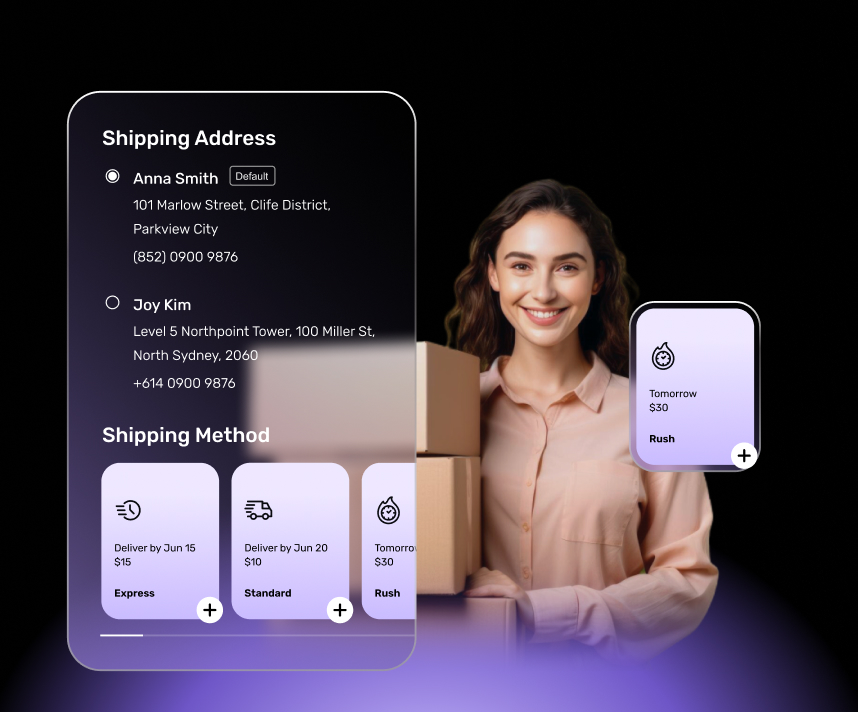 Shipping Address
Anna Smith Default
101 Marlow Street, Clife District,
Parkview City
(852) 0900 9876
Joy Kim
Level 5 Northpoint Tower, 100 Miller St,
North Sydney, 2060
+614 0900 9876
Shipping Method
Deliver by Jun 15
$15
Express
Deliver by Jun 20
$10
Standard
Tomorro
$30
Rush
Tomorrow
$30
Rush